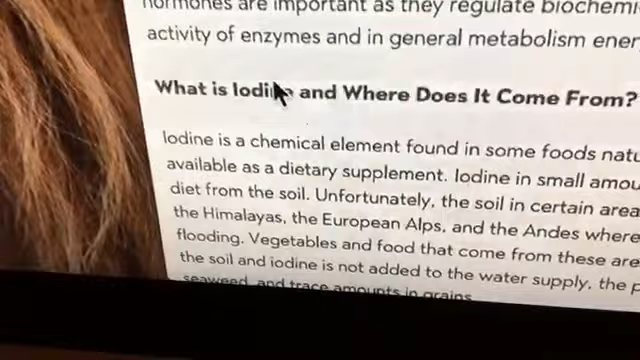 hormones are important as they regulate biochemi
activity of enzymes and in general metabolism ener
What is Iodine and Where Does It Come From?
Iodine is a chemical element found in some foods natu
available as a dietary supplement. Iodine in small amou
diet from the soil. Unfortunately, the soil in certain area
the Himalayas, the European Alps, and the Andes where
flooding. Vegetables and food that come from these are
the soil and iodine is not added to the water supply, the p
seaweed, and trace amounts in grains